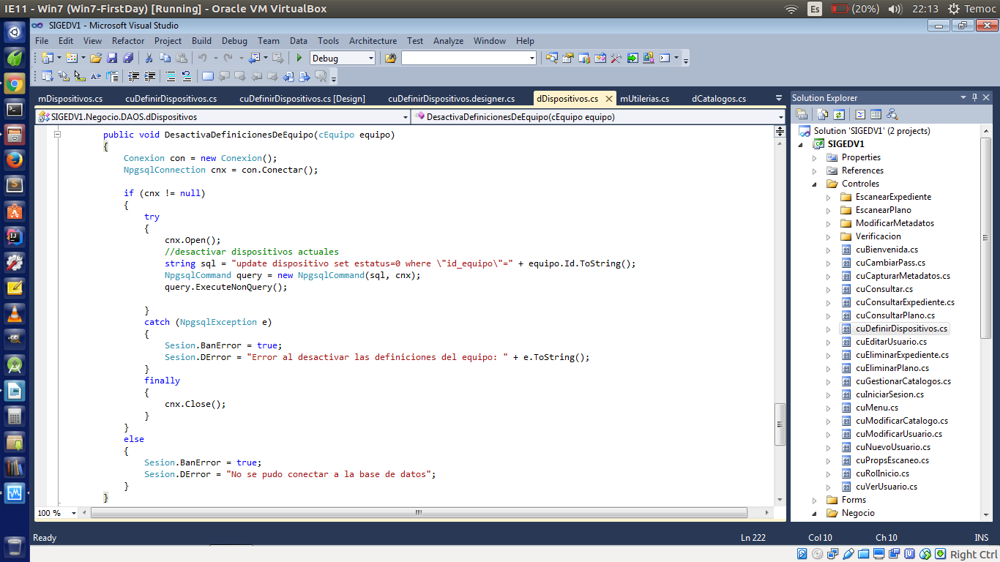 IE11 - Win7 (Win7-FirstDay) [Running] - Oracle VM VirtualBox
Es (20%) 22:13 Temoc
SIGEDV1 - Microsoft Visual Studio
File Edit View Refactor Project Build Debug Team Data Tools Architecture Test Analyze Window Help
Debug
mDispositivos.cs cuDefinirDispositivos.cs cuDefinirDispositivos.cs [Design] cuDefinirDispositivos.designer.cs dDispositivos.cs mUtilerias.cs dCatalogos.cs
SIGEDV1.Negocio.DAOS.dDispositivos DesactivaDefinicionesDeEquipo(cEquipo equipo)
public void DesactivaDefinicionesDeEquipo(cEquipo equipo)
{
Conexion con = new Conexion();
NpgsqlConnection cnx = con.Conectar();
if (cnx != null)
{
try
{
cnx.Open();
//desactivar dispositivos actuales
string sql = "update dispositivo set estatus=0 where \"id_equipo\"=" + equipo.Id.ToString();
NpgsqlCommand query = new NpgsqlCommand(sql, cnx);
query.ExecuteNonQuery();
}
catch (NpgsqlException e)
{
Sesion.BanError = true;
Sesion.DError = "Error al desactivar las definiciones del equipo: " + e.ToString();
}
finally
{
cnx.Close();
}
}
else
{
Sesion.BanError = true;
Sesion.DError = "No se pudo conectar a la base de datos";
}
}
100 %
Solution Explorer
Solution 'SIGEDV1' (2 projects)
SIGEDV1
Properties
References
Controles
EscanearExpediente
EscanearPlano
ModificarMetadatos
Verificacion
cuBienvenida.cs
cuCambiarPass.cs
cuCapturarMetadatos.cs
cuConsultar.cs
cuConsultarExpediente.cs
cuConsultarPlano.cs
cuDefinirDispositivos.cs
cuEditarUsuario.cs
cuEliminarExpediente.cs
cuEliminarPlano.cs
cuGestionarCatalogos.cs
cuIniciarSesion.cs
cuMenu.cs
cuModificarCatalogo.cs
cuModificarUsuario.cs
cuNuevoUsuario.cs
cuPropsEscaneo.cs
cuRolInicio.cs
cuVerUsuario.cs
Forms
Negocio
Ready Ln 222 Col 10 Ch 10 INS
Right Ctrl